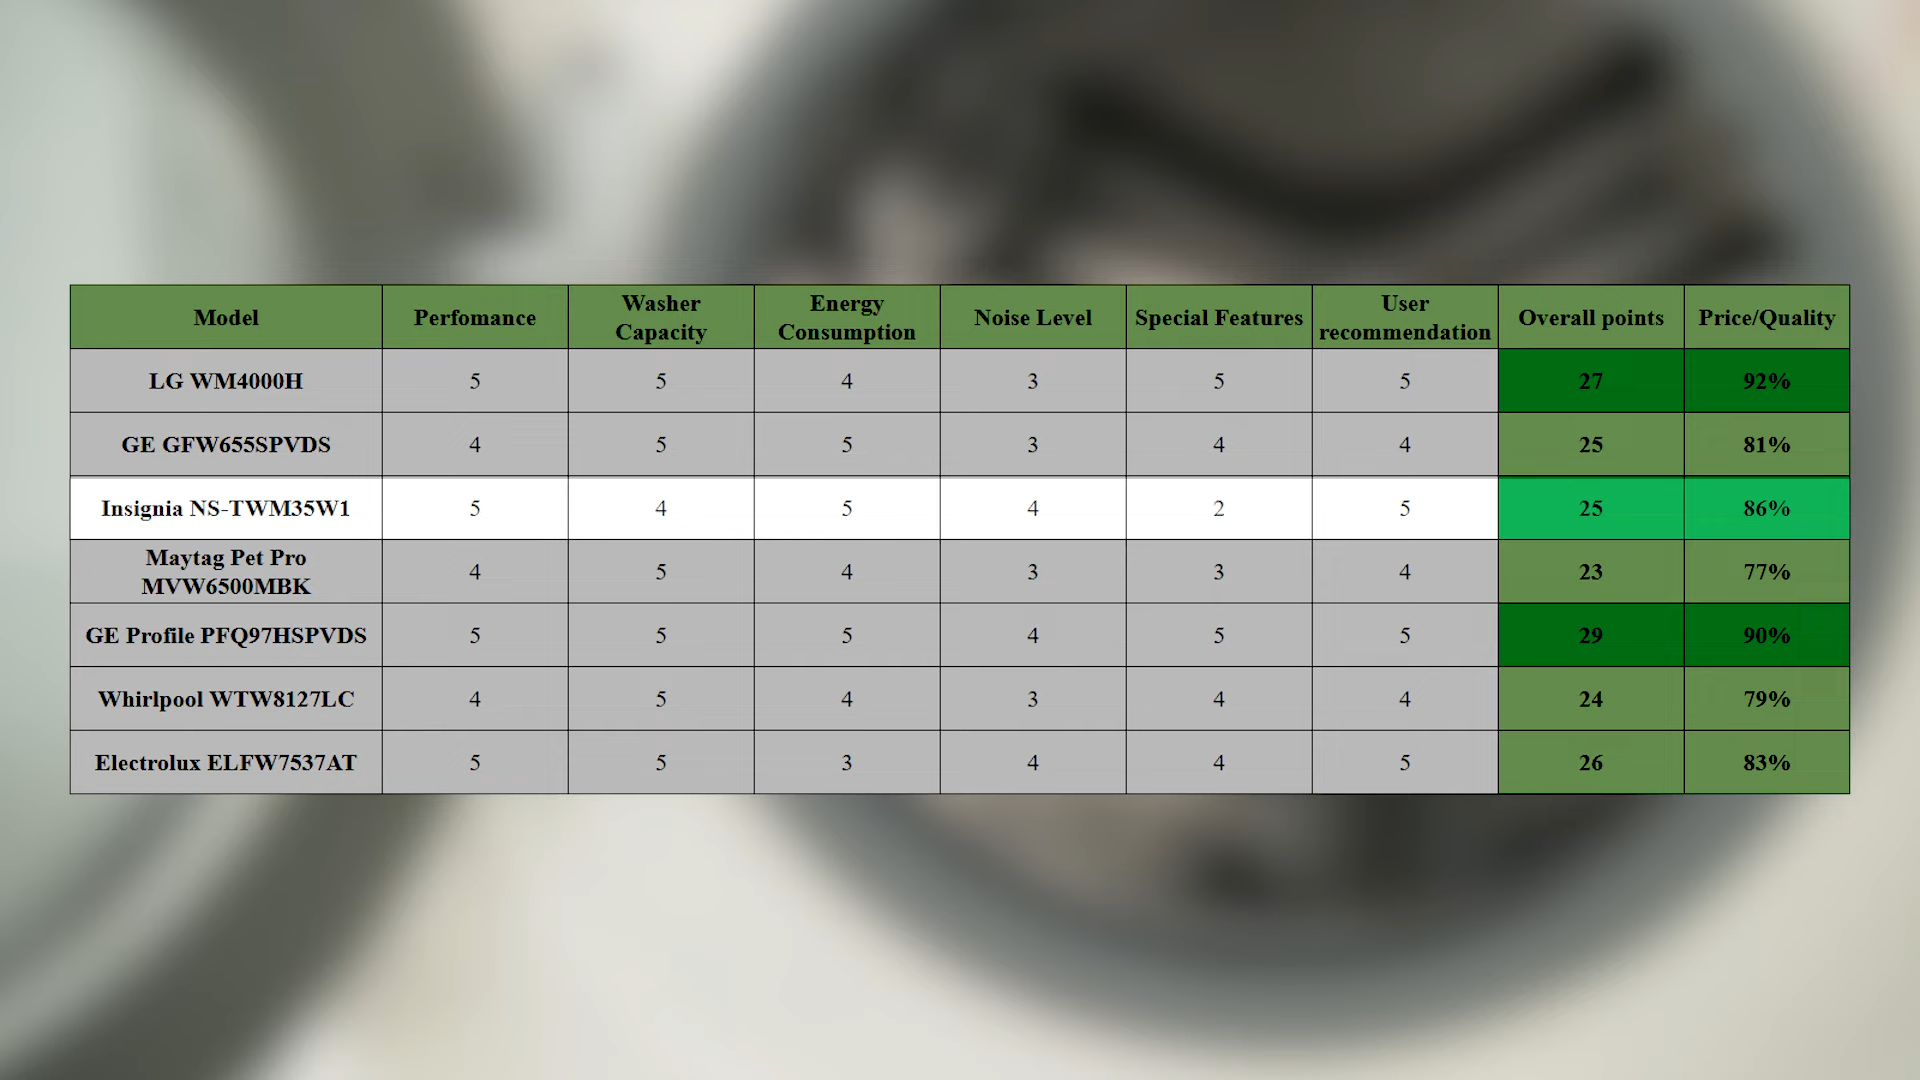 Model Perfomance Washer Capacity Energy Consumption Noise Level Special Features User recommendation Overall points Price/Quality
LG WM4000H 5 5 4 3 5 5 27 92%
GE GFW655SPVDS 4 5 5 3 4 4 25 81%
Insignia NS-TWM35W1 5 4 5 4 2 5 25 86%
Maytag Pet Pro MVW6500MBK 4 5 4 3 3 4 23 77%
GE Profile PFQ97HSPVDS 5 5 5 4 5 5 29 90%
Whirlpool WTW8127LC 4 5 4 3 4 4 24 79%
Electrolux ELFW7537AT 5 5 3 4 4 5 26 83%